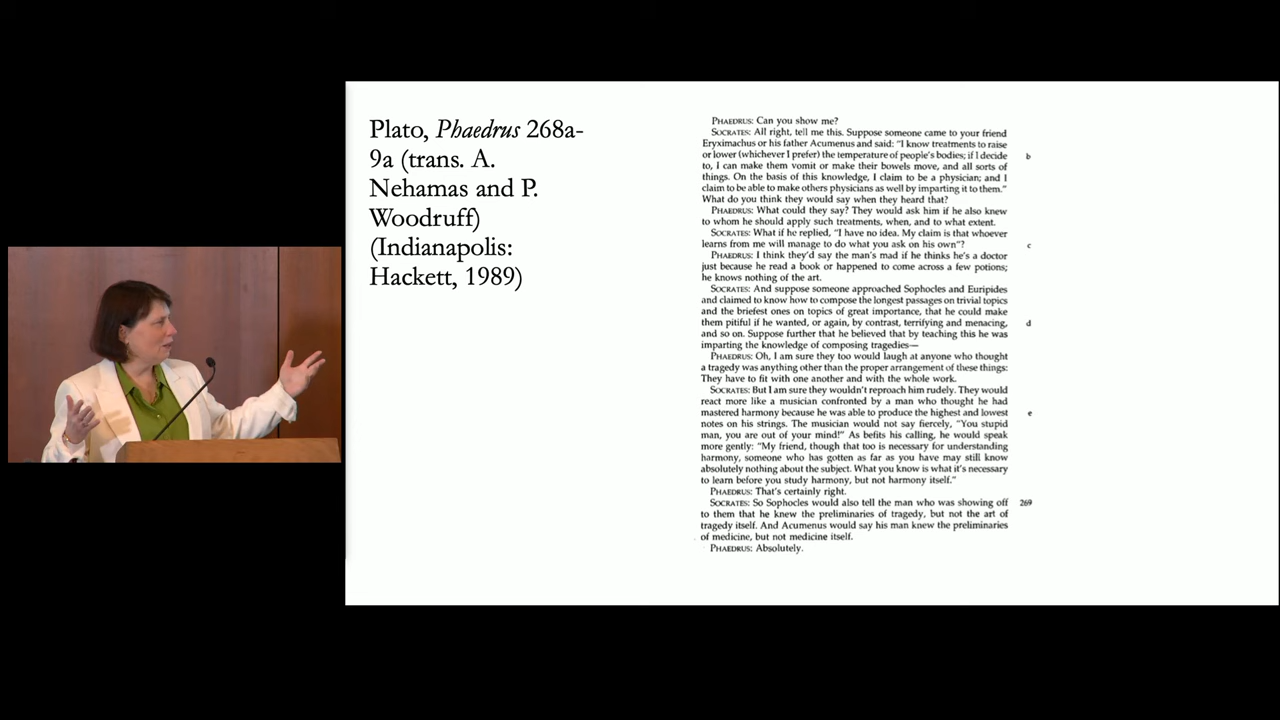 Plato, Phaedrus 268a-
9a (trans. A.
Nehamas and P.
Woodruff)
(Indianapolis:
Hackett, 1989)
PHAEDRUS: Can you show me?
SOCRATES: All right, tell me this. Suppose someone came to your friend
Eryximachus or his father Acumenus and said: "I know treatments to raise
or lower (whichever I prefer) the temperature of people's bodies; if I decide b
to, I can make them vomit or make their bowels move, and all sorts of
things. On the basis of this knowledge, I claim to be a physician; and I
claim to be able to make others physicians as well by imparting it to them."
What do you think they would say when they heard that?
PHAEDRUS: What could they say? They would ask him if he also knew
to whom he should apply such treatments, when, and to what extent.
SOCRATES: What if he replied, "I have no idea. My claim is that whoever
learns from me will manage to do what you ask on his own"? c
PHAEDRUS: I think they'd say the man's mad if he thinks he's a doctor
just because he read a book or happened to come across a few potions;
he knows nothing of the art.
SOCRATES: And suppose someone approached Sophocles and Euripides
and claimed to know how to compose the longest passages on trivial topics
and the briefest ones on topics of great importance, that he could make
them pitiful if he wanted, or again, by contrast, terrifying and menacing, d
and so on. Suppose further that he believed that by teaching this he was
imparting the knowledge of composing tragedies—
PHAEDRUS: Oh, I am sure they too would laugh at anyone who thought
a tragedy was anything other than the proper arrangement of these things:
They have to fit with one another and with the whole work.
SOCRATES: But I am sure they wouldn't reproach him rudely. They would
react more like a musician confronted by a man who thought he had
mastered harmony because he was able to produce the highest and lowest e
notes on his strings. The musician would not say fiercely, "You stupid
man, you are out of your mind!" As befits his calling, he would speak
more gently: "My friend, though that too is necessary for understanding
harmony, someone who has gotten as far as you have may still know
absolutely nothing about the subject. What you know is what it's necessary
to learn before you study harmony, but not harmony itself."
PHAEDRUS: That's certainly right.
SOCRATES: So Sophocles would also tell the man who was showing off 269
to them that he knew the preliminaries of tragedy, but not the art of
tragedy itself. And Acumenus would say his man knew the preliminaries
of medicine, but not medicine itself.
PHAEDRUS: Absolutely.